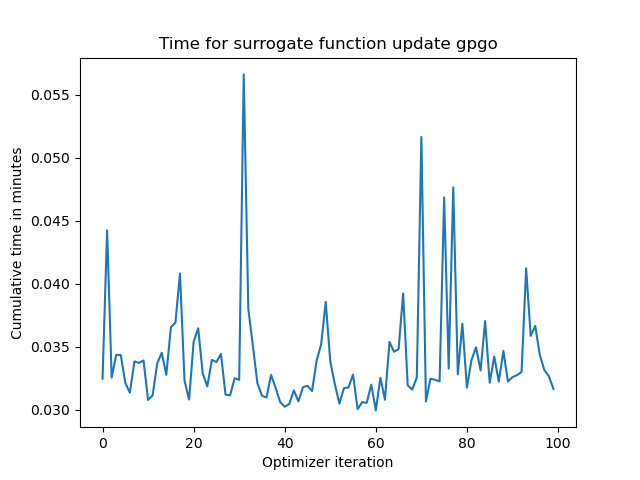 Time for surrogate function update gpgo
0.055
0.050
0.045
0.040
0.035
0.030
Cumulative time in minutes
0 20 40 60 80 100
Optimizer iteration